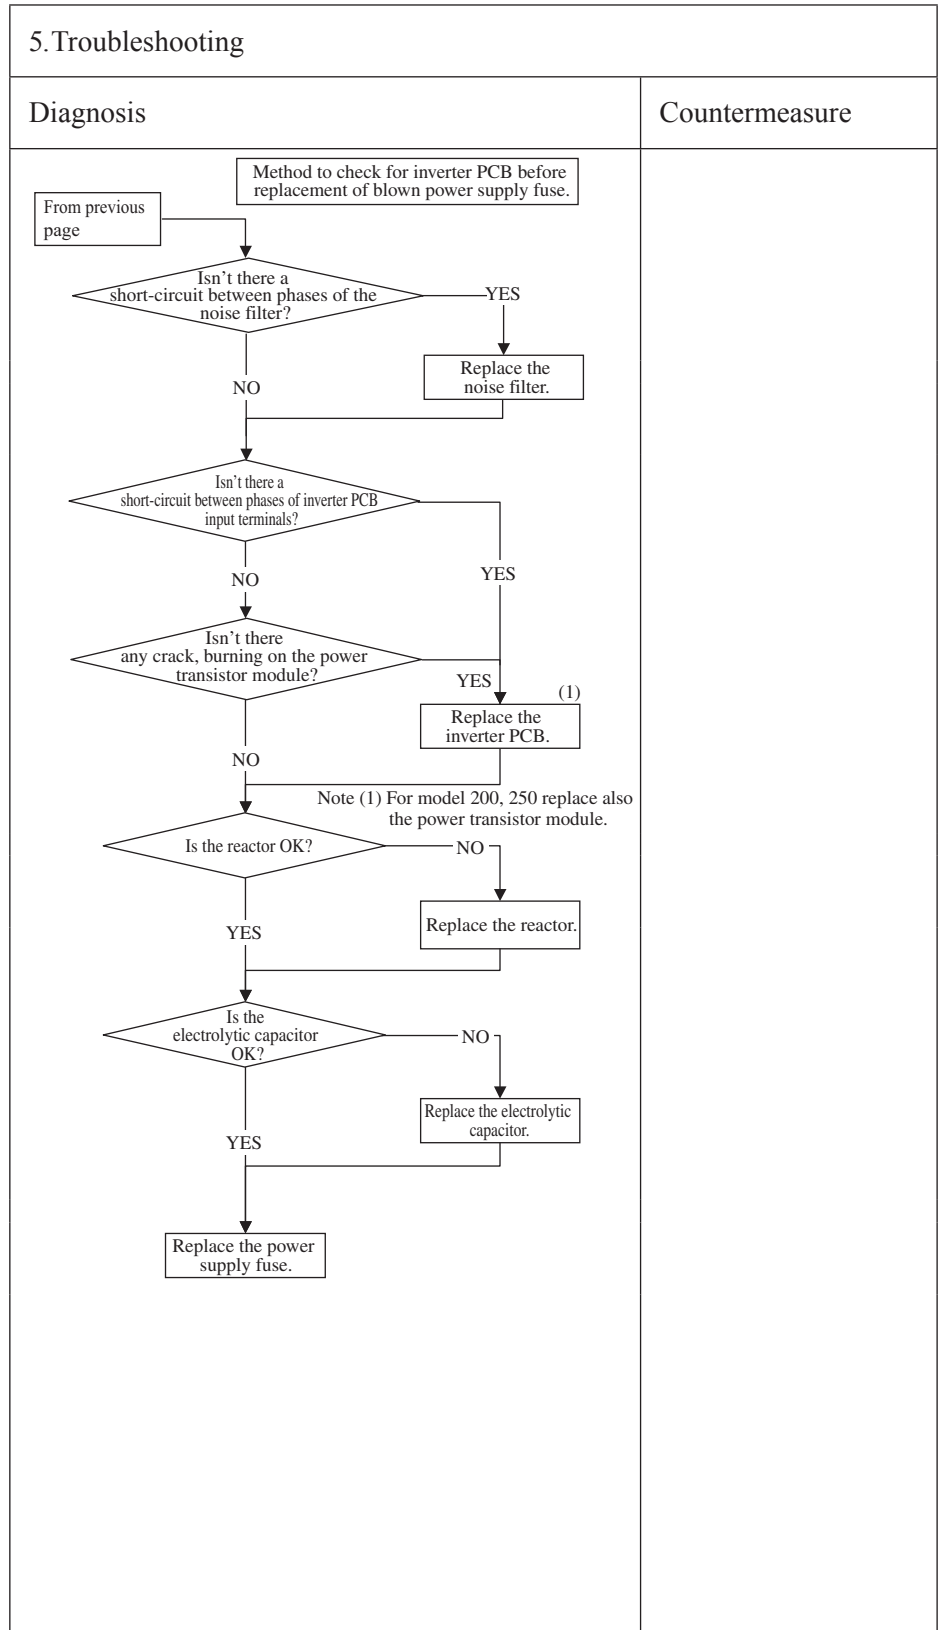 5.Troubleshooting
Diagnosis
Countermeasure
Method to check for inverter PCB before
replacement of blown power supply fuse.
From previous
page
Isn't there a
short-circuit between phases of the
noise filter?
YES
Replace the
noise filter.
NO
Isn't there a
short-circuit between phases of inverter PCB
input terminals?
YES
NO
Isn't there
any crack, burning on the power
transistor module?
YES
(1)
Replace the
inverter PCB.
NO
Note (1) For model 200, 250 replace also
the power transistor module.
Is the reactor OK?
NO
Replace the reactor.
YES
Is the
electrolytic capacitor
OK?
NO
Replace the electrolytic
capacitor.
YES
Replace the power
supply fuse.